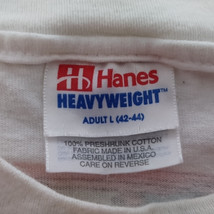 Hanes
HEAVYWEIGHT™
ADULT L (42-44)
100% PRESHRUNK COTTON
FABRIC MADE IN U.S.A.
ASSEMBLED IN MEXICO
CARE ON REVERSE